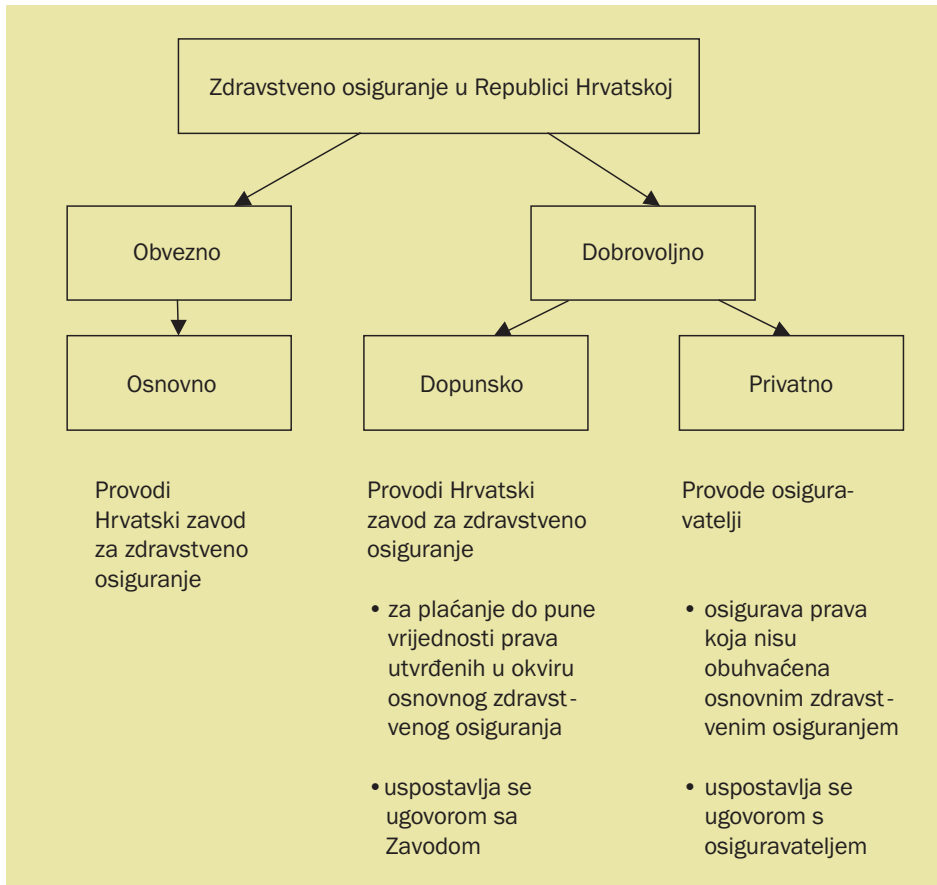 Zdravstveno osiguranje u Republici Hrvatskoj
Obvezno
Dobrovoljno
Osnovno
Dopunsko
Privatno
Provodi
Hrvatski zavod
za zdravstveno
osiguranje
Provodi Hrvatski
zavod za zdravstveno
osiguranje
• za plaćanje do pune
vrijednosti prava
utvrđenih u okviru
osnovnog zdravst-
venog osiguranja
• uspostavlja se
ugovorom sa
Zavodom
Provode osigura-
vatelji
• osigurava prava
koja nisu
obuhvaćena
osnovnim zdravst-
venim osiguranjem
• uspostavlja se
ugovorom s
osiguravateljem